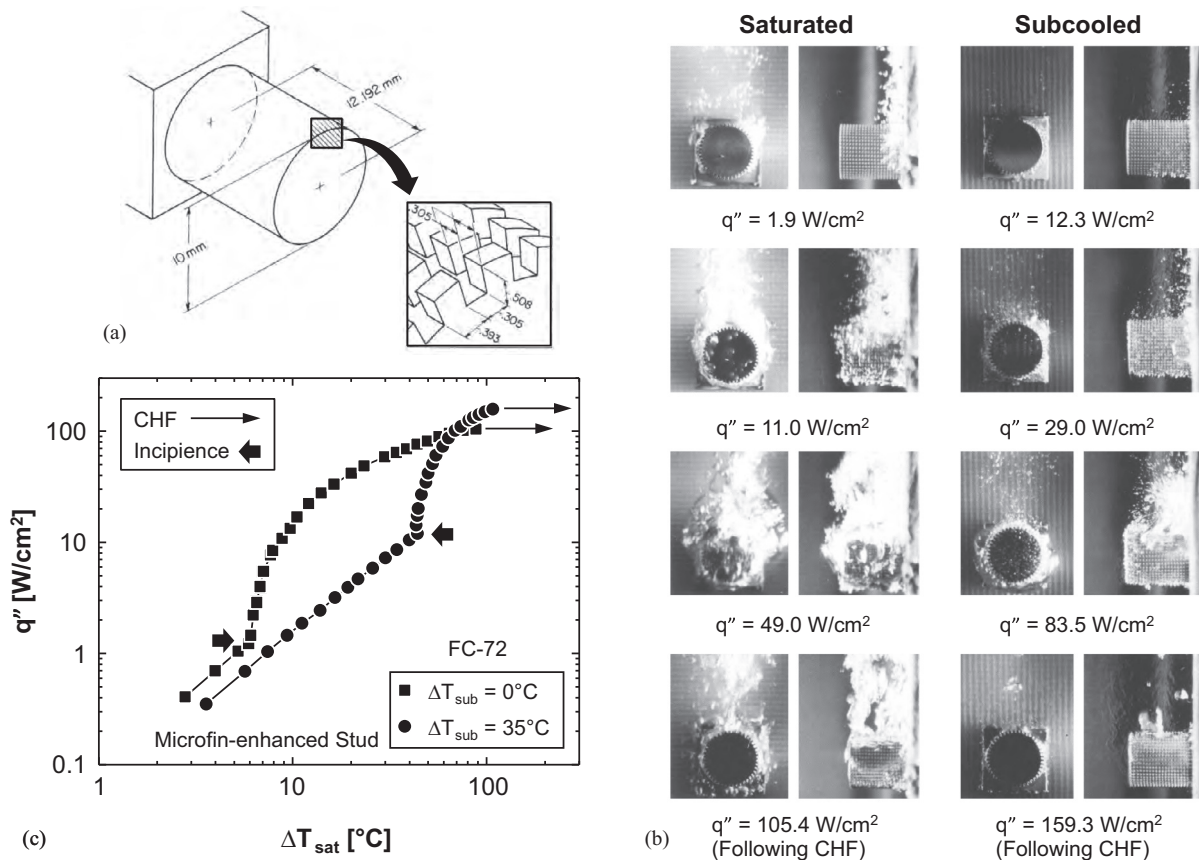 12.192 mm
10 mm
.305
.508
.305
.393
(a)
CHF
Incipience
q″ [W/cm²]
100
10
1
0.1
FC-72
ΔTsub = 0°C
ΔTsub = 35°C
Microfin-enhanced Stud
1
10
100
ΔTsat [°C]
(c)
Saturated
Subcooled
q″ = 1.9 W/cm²
q″ = 12.3 W/cm²
q″ = 11.0 W/cm²
q″ = 29.0 W/cm²
q″ = 49.0 W/cm²
q″ = 83.5 W/cm²
q″ = 105.4 W/cm²
(Following CHF)
q″ = 159.3 W/cm²
(Following CHF)
(b)